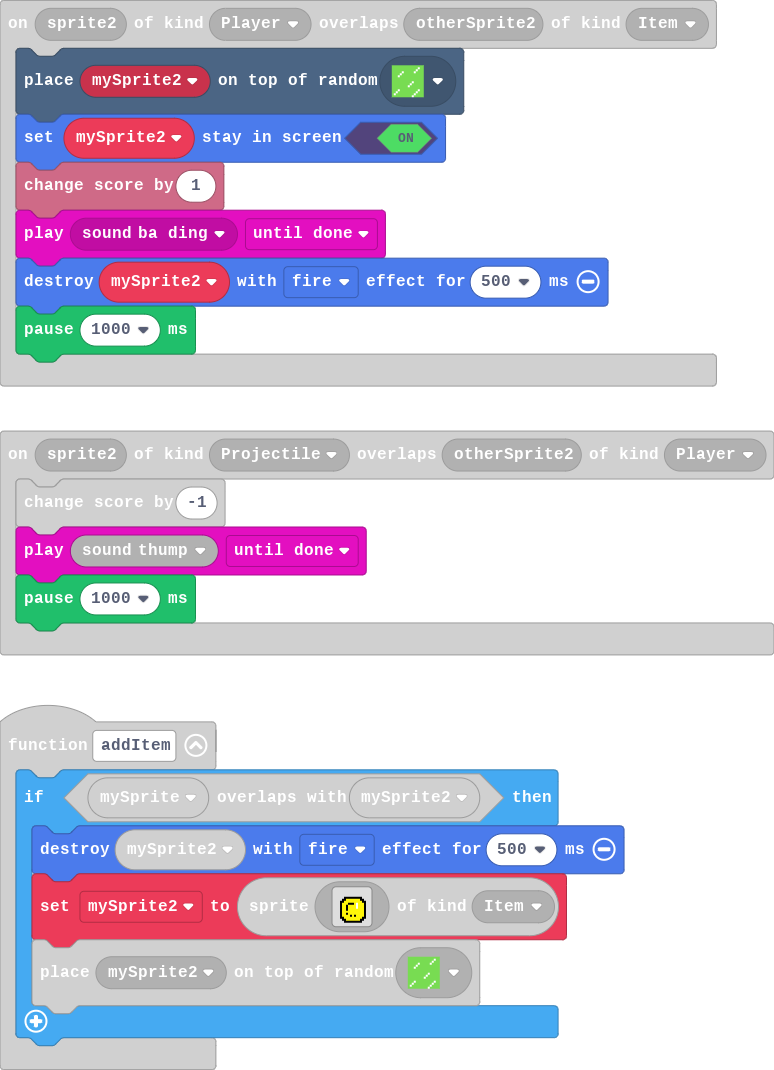 on sprite2 of kind Player overlaps otherSprite2 of kind Item
place mySprite2 on top of random
set mySprite2 stay in screen ON
change score by 1
play sound ba ding until done
destroy mySprite2 with fire effect for 500 ms
pause 1000 ms
on sprite2 of kind Projectile overlaps otherSprite2 of kind Player
change score by -1
play sound thump until done
pause 1000 ms
function addItem
if mySprite overlaps with mySprite2 then
destroy mySprite2 with fire effect for 500 ms
set mySprite2 to sprite of kind Item
place mySprite2 on top of random